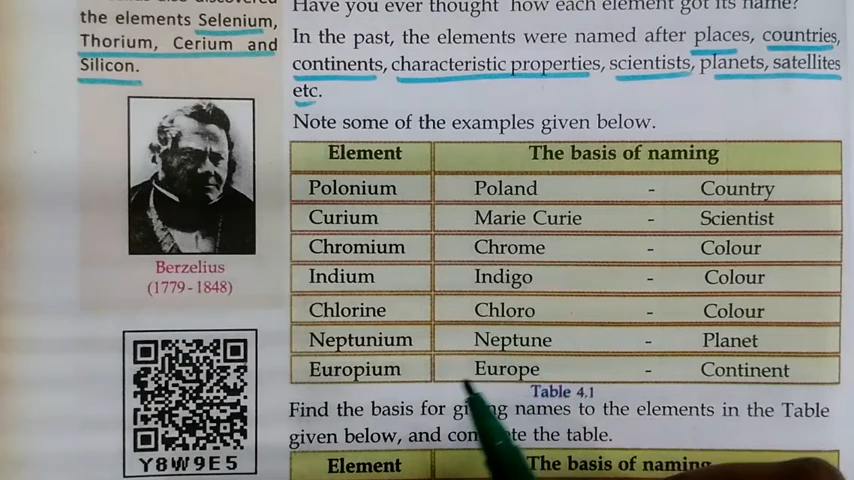 the elements Selenium,
Thorium, Cerium and
Silicon.
Berzelius
(1779-1848)
Y8W9E5
Have you ever thought how each element got its name?
In the past, the elements were named after places, countries,
continents, characteristic properties, scientists, planets, satellites
etc.
Note some of the examples given below.
Element The basis of naming
Polonium Poland - Country
Curium Marie Curie - Scientist
Chromium Chrome - Colour
Indium Indigo - Colour
Chlorine Chloro - Colour
Neptunium Neptune - Planet
Europium Europe - Continent
Table 4.1
Find the basis for names to the elements in the Table
given below, and the table.
Element The basis of naming